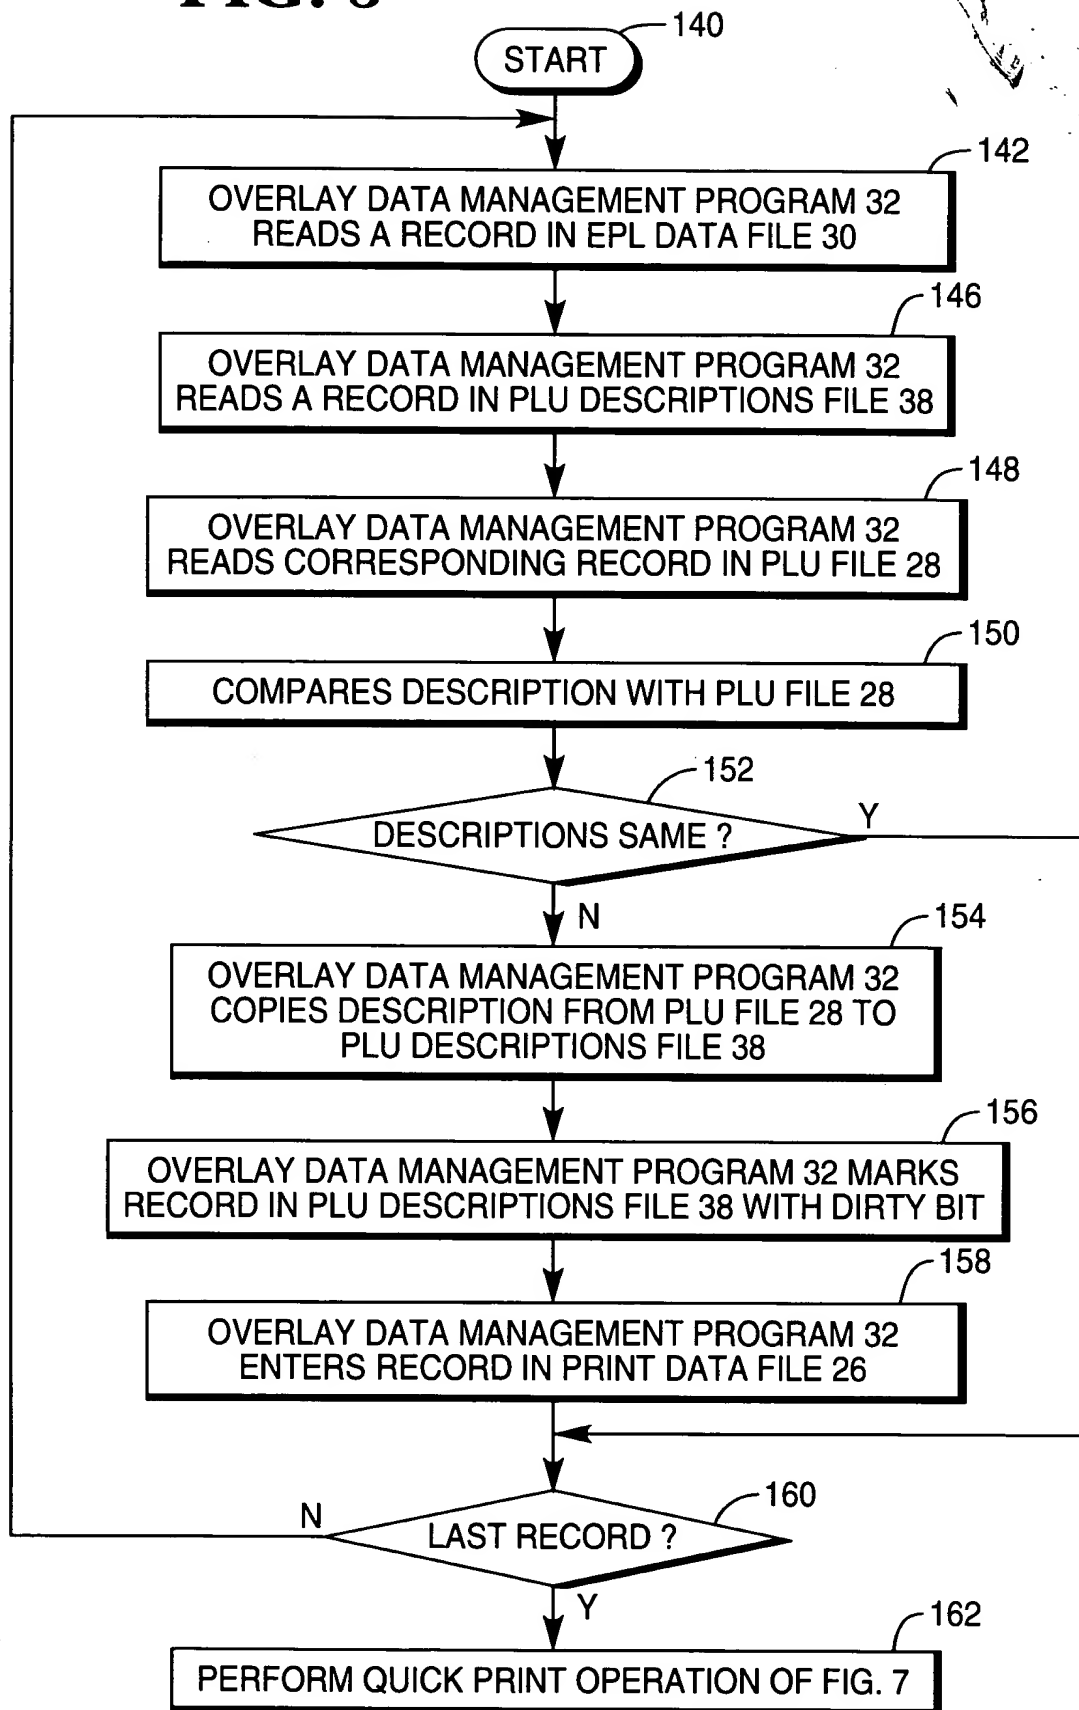 140
START
142
OVERLAY DATA MANAGEMENT PROGRAM 32
READS A RECORD IN EPL DATA FILE 30
146
OVERLAY DATA MANAGEMENT PROGRAM 32
READS A RECORD IN PLU DESCRIPTIONS FILE 38
148
OVERLAY DATA MANAGEMENT PROGRAM 32
READS CORRESPONDING RECORD IN PLU FILE 28
150
COMPARES DESCRIPTION WITH PLU FILE 28
152
DESCRIPTIONS SAME ?
Y
N
154
OVERLAY DATA MANAGEMENT PROGRAM 32
COPIES DESCRIPTION FROM PLU FILE 28 TO
PLU DESCRIPTIONS FILE 38
156
OVERLAY DATA MANAGEMENT PROGRAM 32 MARKS
RECORD IN PLU DESCRIPTIONS FILE 38 WITH DIRTY BIT
158
OVERLAY DATA MANAGEMENT PROGRAM 32
ENTERS RECORD IN PRINT DATA FILE 26
160
N
LAST RECORD ?
Y
162
PERFORM QUICK PRINT OPERATION OF FIG. 7